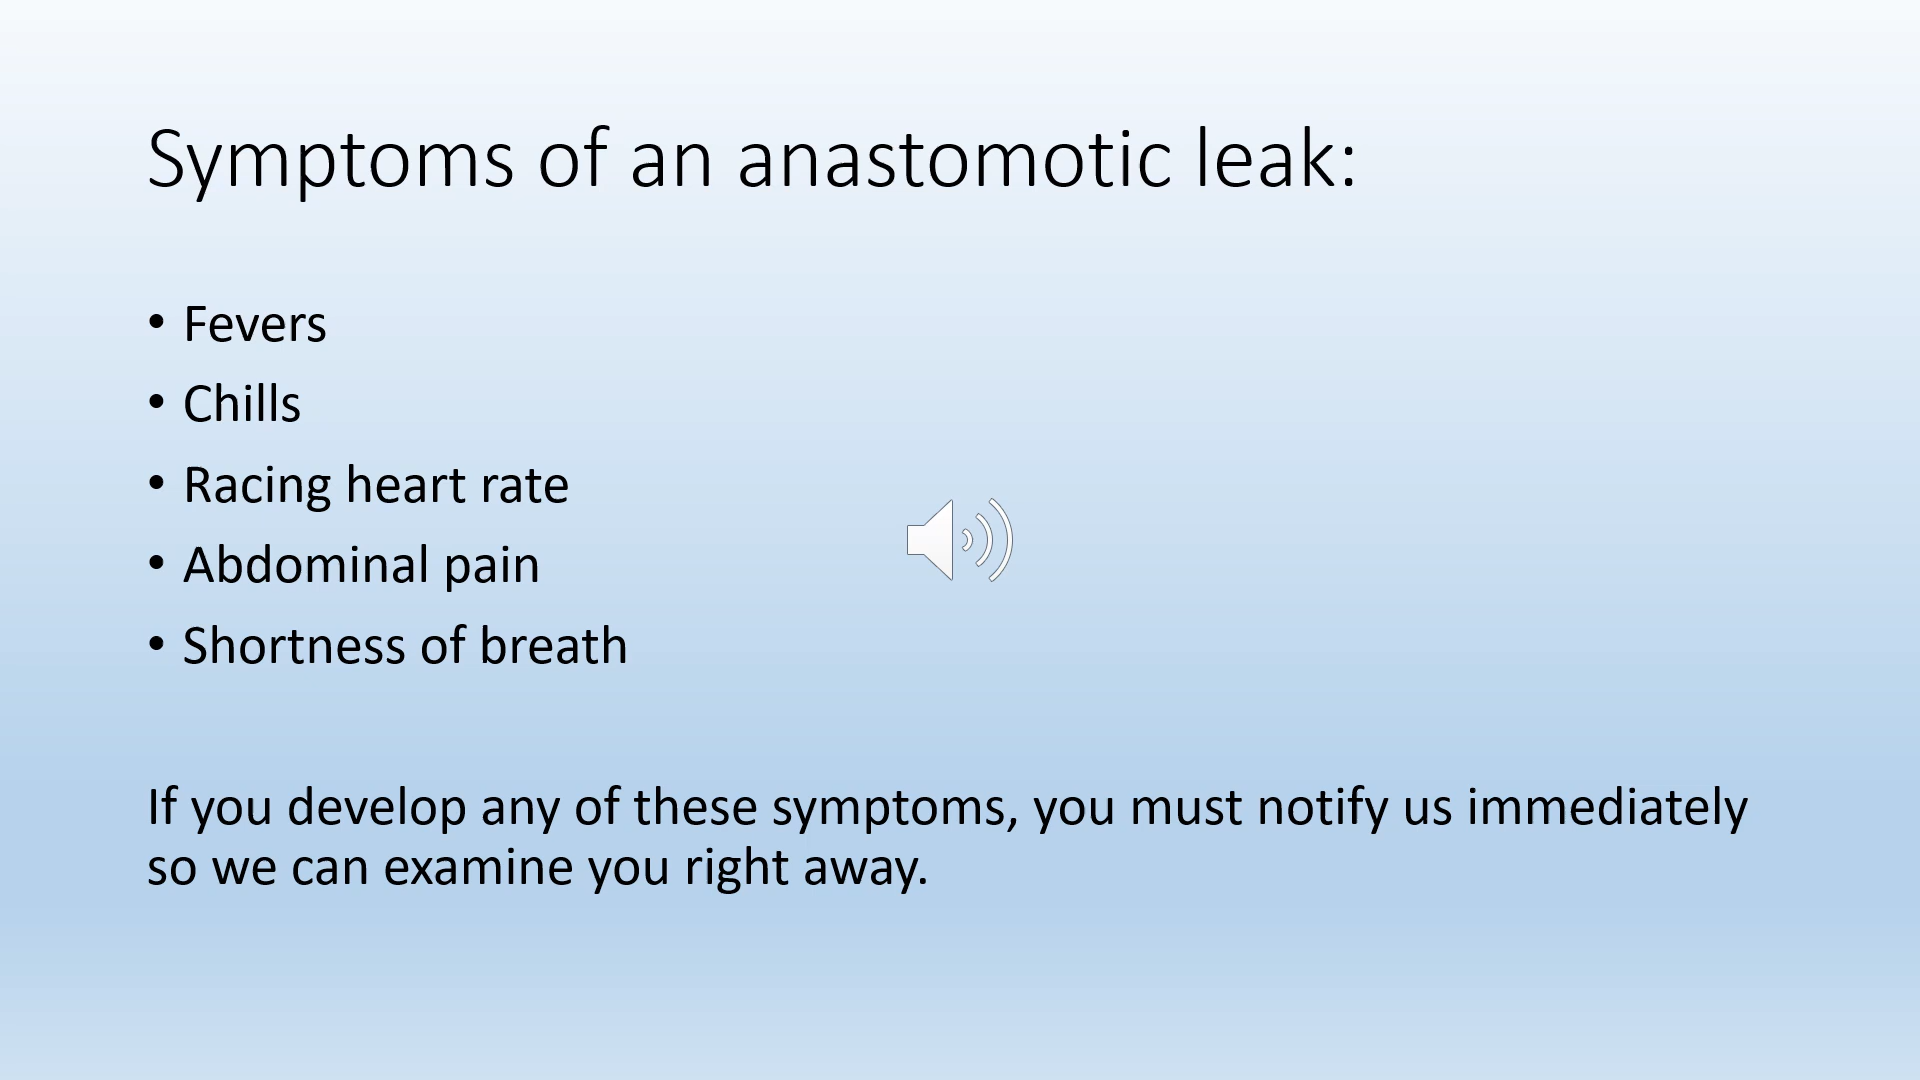 Symptoms of an anastomotic leak:
• Fevers
• Chills
• Racing heart rate
• Abdominal pain
• Shortness of breath
If you develop any of these symptoms, you must notify us immediately
so we can examine you right away.